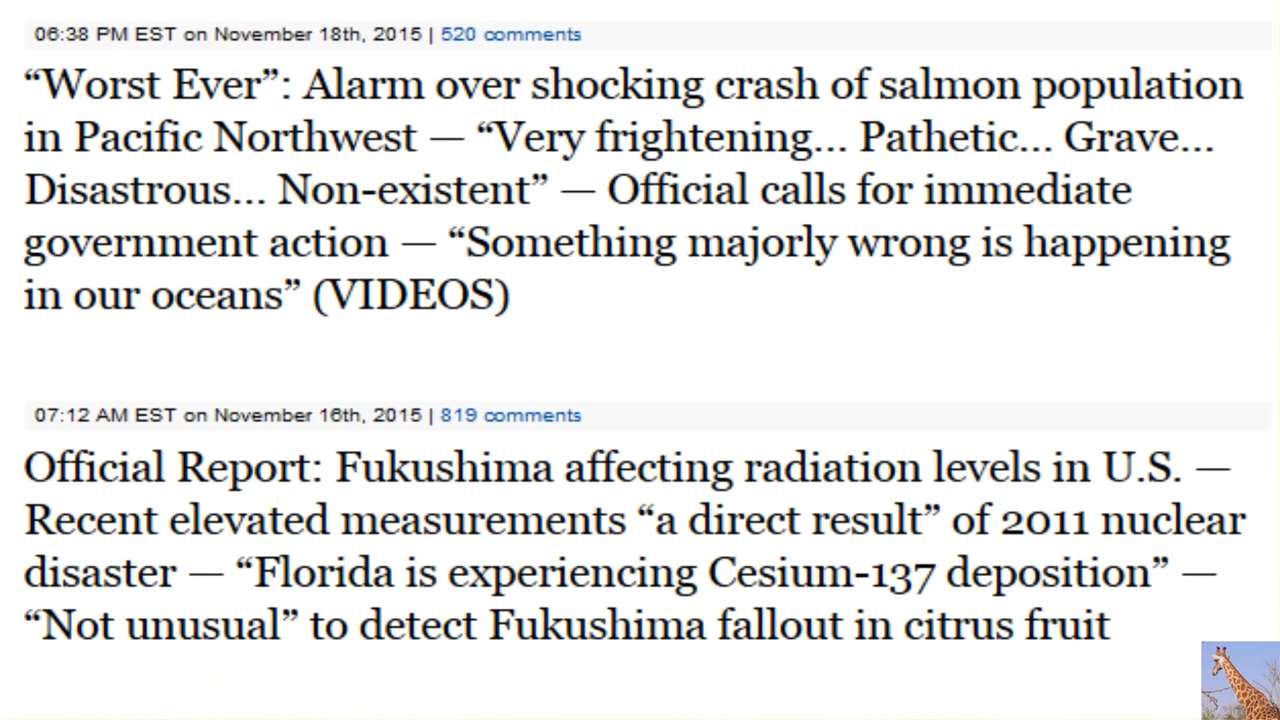 06:38 PM EST on November 18th, 2015 | 520 comments
“Worst Ever”: Alarm over shocking crash of salmon population
in Pacific Northwest — “Very frightening... Pathetic... Grave...
Disastrous... Non-existent” — Official calls for immediate
government action — “Something majorly wrong is happening
in our oceans” (VIDEOS)
07:12 AM EST on November 16th, 2015 | 819 comments
Official Report: Fukushima affecting radiation levels in U.S. —
Recent elevated measurements “a direct result” of 2011 nuclear
disaster — “Florida is experiencing Cesium-137 deposition” —
“Not unusual” to detect Fukushima fallout in citrus fruit